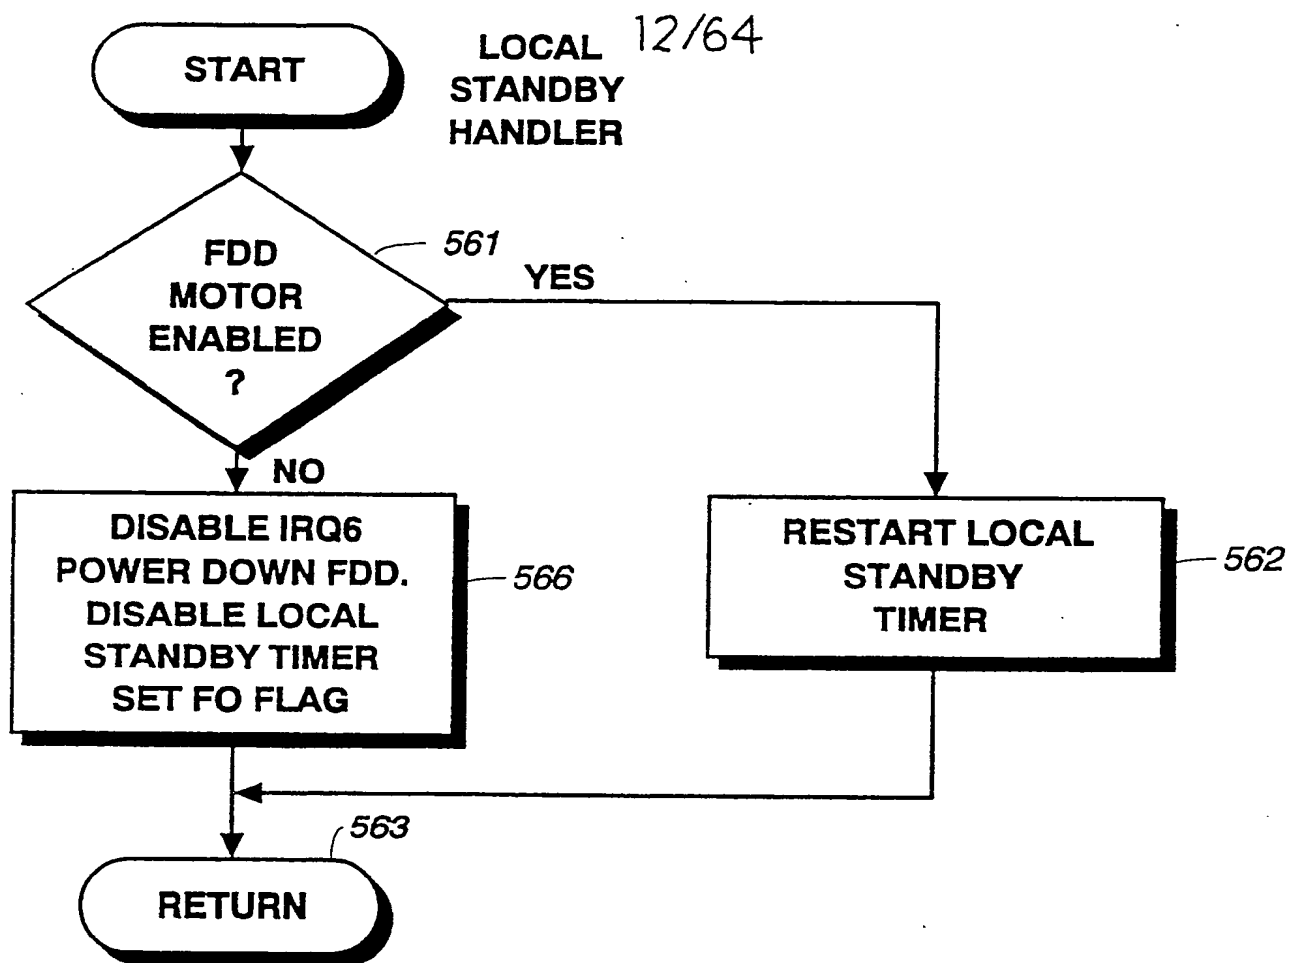 START
LOCAL
STANDBY
HANDLER
12/64
FDD
MOTOR
ENABLED
?
561
YES
NO
DISABLE IRQ6
POWER DOWN FDD.
DISABLE LOCAL
STANDBY TIMER
SET FO FLAG
566
RESTART LOCAL
STANDBY
TIMER
562
563
RETURN